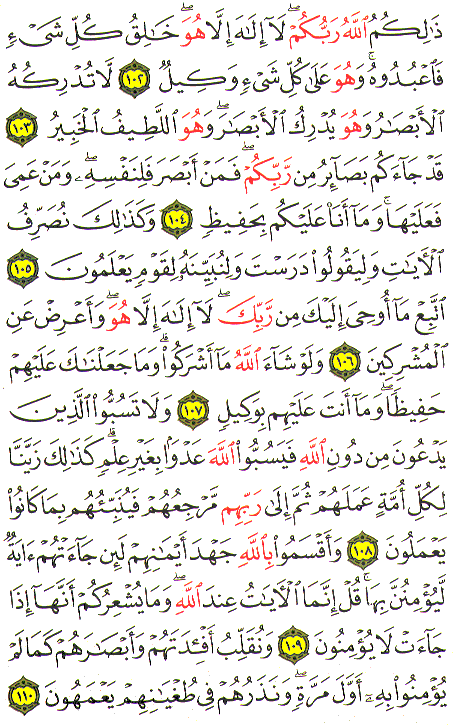 ذَٰلِكُمُ ٱللَّهُ رَبُّكُمْ ۖ لَآ إِلَٰهَ إِلَّا هُوَ ۖ خَٰلِقُ كُلِّ شَىْءٍ
فَٱعْبُدُوهُ ۚ وَهُوَ عَلَىٰ كُلِّ شَىْءٍ وَكِيلٌ ١٠٢ لَّا تُدْرِكُهُ
ٱلْأَبْصَٰرُ وَهُوَ يُدْرِكُ ٱلْأَبْصَٰرَ ۖ وَهُوَ ٱللَّطِيفُ ٱلْخَبِيرُ ١٠٣
قَدْ جَآءَكُم بَصَآئِرُ مِن رَّبِّكُمْ ۖ فَمَنْ أَبْصَرَ فَلِنَفْسِهِۦ ۖ وَمَنْ عَمِىَ
فَعَلَيْهَا ۚ وَمَآ أَنَا۠ عَلَيْكُم بِحَفِيظٍ ١٠٤ وَكَذَٰلِكَ نُصَرِّفُ
ٱلْءَايَٰتِ وَلِيَقُولُوا۟ دَرَسْتَ وَلِنُبَيِّنَهُۥ لِقَوْمٍ يَعْلَمُونَ ١٠٥
ٱتَّبِعْ مَآ أُوحِىَ إِلَيْكَ مِن رَّبِّكَ ۖ لَآ إِلَٰهَ إِلَّا هُوَ ۖ وَأَعْرِضْ عَنِ
ٱلْمُشْرِكِينَ ١٠٦ وَلَوْ شَآءَ ٱللَّهُ مَآ أَشْرَكُوا۟ ۗ وَمَا جَعَلْنَٰكَ عَلَيْهِمْ
حَفِيظًا ۖ وَمَآ أَنتَ عَلَيْهِم بِوَكِيلٍ ١٠٧ وَلَا تَسُبُّوا۟ ٱلَّذِينَ
يَدْعُونَ مِن دُونِ ٱللَّهِ فَيَسُبُّوا۟ ٱللَّهَ عَدْوًۢا بِغَيْرِ عِلْمٍ ۗ كَذَٰلِكَ زَيَّنَّا
لِكُلِّ أُمَّةٍ عَمَلَهُمْ ثُمَّ إِلَىٰ رَبِّهِم مَّرْجِعُهُمْ فَيُنَبِّئُهُم بِمَا كَانُوا۟
يَعْمَلُونَ ١٠٨ وَأَقْسَمُوا۟ بِٱللَّهِ جَهْدَ أَيْمَٰنِهِمْ لَئِن جَآءَتْهُمْ ءَايَةٌ
لَّيُؤْمِنُنَّ بِهَا ۚ قُلْ إِنَّمَا ٱلْءَايَٰتُ عِندَ ٱللَّهِ ۖ وَمَا يُشْعِرُكُمْ أَنَّهَآ إِذَا
جَآءَتْ لَا يُؤْمِنُونَ ١٠٩ وَنُقَلِّبُ أَفْـِٔدَتَهُمْ وَأَبْصَٰرَهُمْ كَمَا لَمْ
يُؤْمِنُوا۟ بِهِۦٓ أَوَّلَ مَرَّةٍ وَنَذَرُهُمْ فِى طُغْيَٰنِهِمْ يَعْمَهُونَ ١١٠